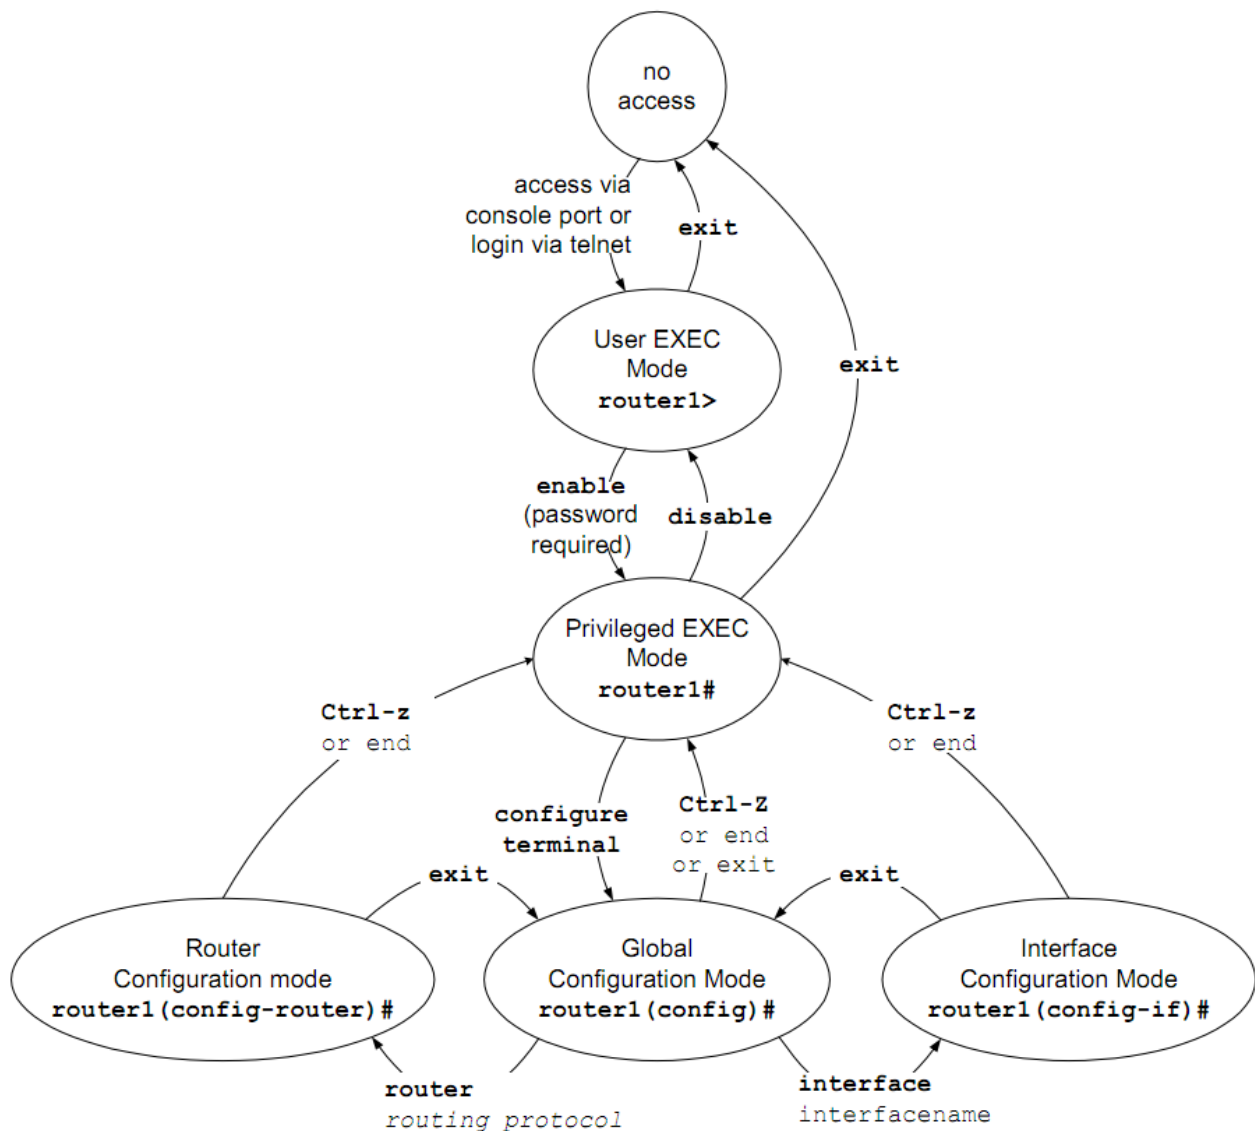 no
access
access via
console port or
login via telnet
exit
User EXEC
Mode
router1>
exit
enable
(password
required)
disable
Privileged EXEC
Mode
router1#
Ctrl-z
or end
Ctrl-z
or end
configure
terminal
Ctrl-Z
or end
or exit
exit
exit
Router
Configuration mode
router1(config-router)#
Global
Configuration Mode
router1(config)#
Interface
Configuration Mode
router1(config-if)#
router
routing protocol
interface
interfacename